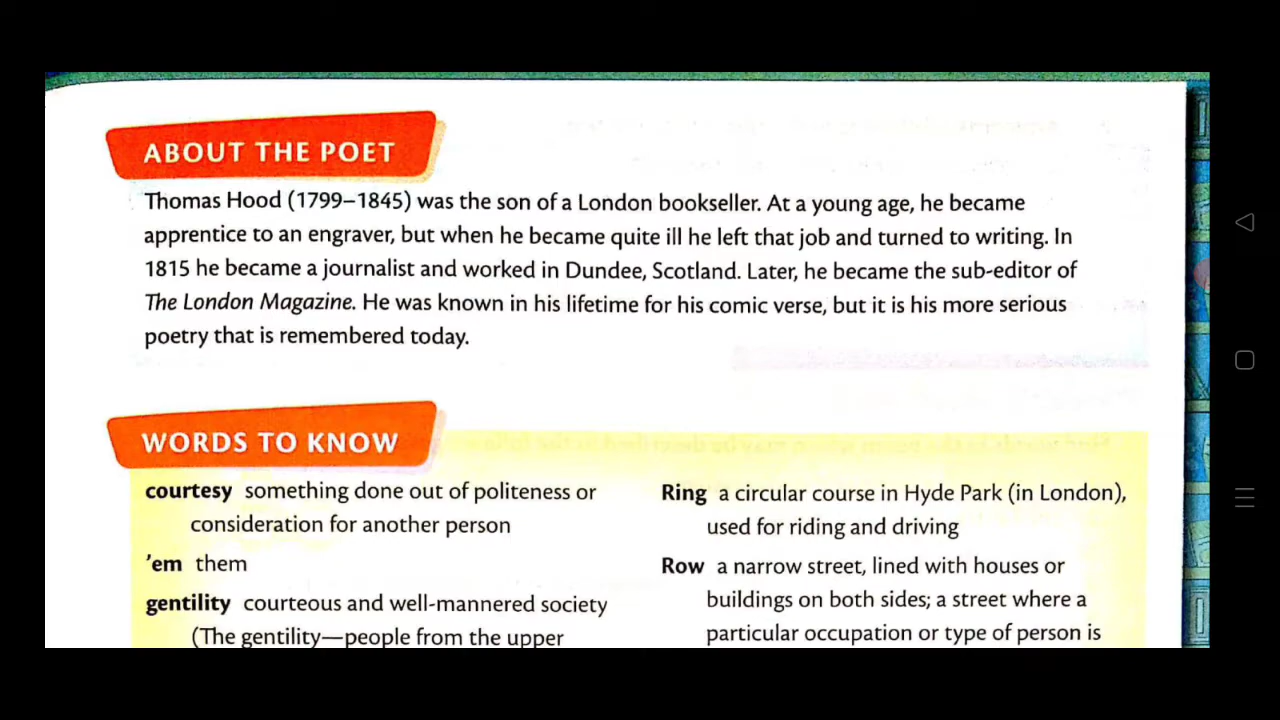 ABOUT THE POET
Thomas Hood (1799–1845) was the son of a London bookseller. At a young age, he became
apprentice to an engraver, but when he became quite ill he left that job and turned to writing. In
1815 he became a journalist and worked in Dundee, Scotland. Later, he became the sub-editor of
The London Magazine. He was known in his lifetime for his comic verse, but it is his more serious
poetry that is remembered today.
WORDS TO KNOW
courtesy something done out of politeness or
consideration for another person
’em them
gentility courteous and well-mannered society
(The gentility—people from the upper
Ring a circular course in Hyde Park (in London),
used for riding and driving
Row a narrow street, lined with houses or
buildings on both sides; a street where a
particular occupation or type of person is